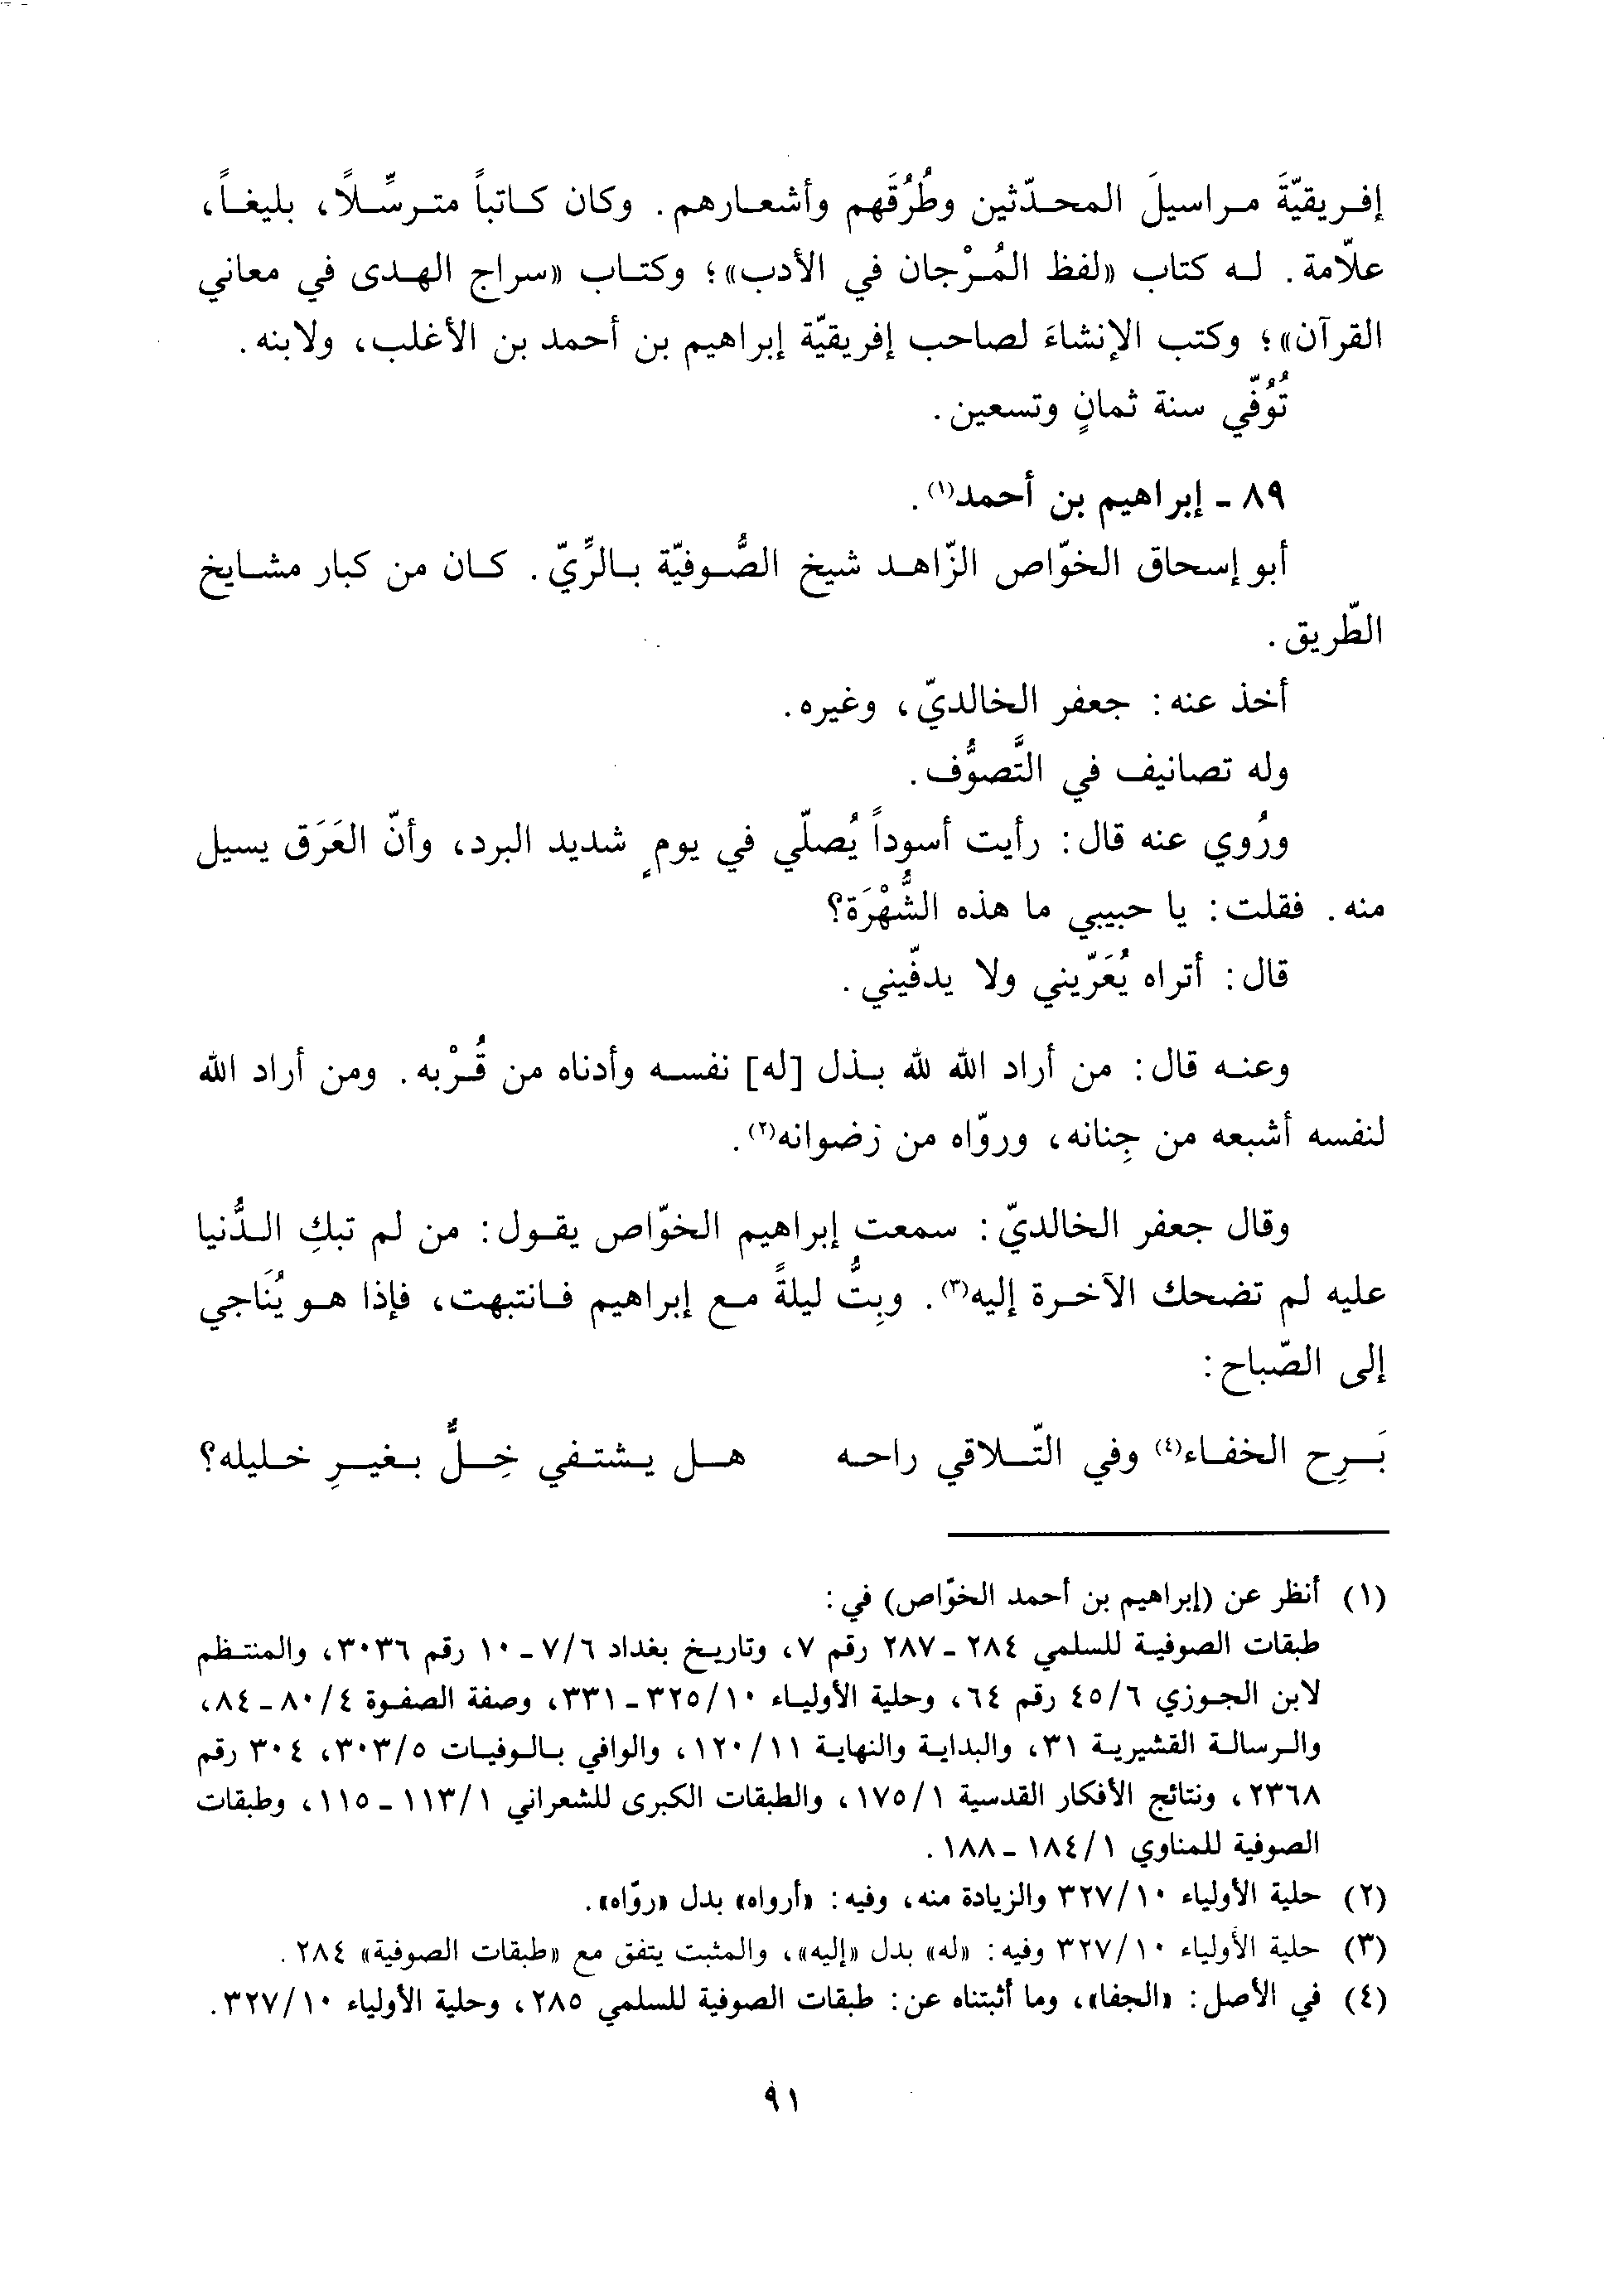 إفريقيّةَ مراسيلَ المحدّثين وطُرُقَهم وأشعارهم. وكان كاتباً مترسِّلاً، بليغاً،
علاّمة. له كتاب «لفظ المُرْجان في الأدب»؛ وكتاب «سراج الهدى في معاني
القرآن»؛ وكتب الإنشاءَ لصاحب إفريقيّة إبراهيم بن أحمد بن الأغلب، ولابنه.
تُوُفّي سنة ثمانٍ وتسعين.
٨٩ - إبراهيم بن أحمد(١).
أبو إسحاق الخوّاص الزّاهد شيخ الصُّوفيّة بالرِّيّ. كان من كبار مشايخ
الطّريق.
أخذ عنه: جعفر الخالديّ، وغيره.
وله تصانيف في التَّصوُّف.
ورُوي عنه قال: رأيت أسوداً يُصلّي في يومٍ شديد البرد، وأنّ العَرَق يسيل
منه. فقلت: يا حبيبي ما هذه الشُّهْرَة؟
قال: أتراه يُعَرّيني ولا يدفّيني.
وعنه قال: من أراد الله لله بذل [له] نفسه وأدناه من قُرْبه. ومن أراد الله
لنفسه أشبعه من جِنانه، وروّاه من زضوانه(٢).
وقال جعفر الخالديّ: سمعت إبراهيم الخوّاص يقول: من لم تبكِ الدُّنيا
عليه لم تضحك الآخرة إليه(٣). وبِتُّ ليلةً مع إبراهيم فانتبهت، فإذا هو يُنَاجي
إلى الصّباح:
بَرِح الخفاء(٤) وفي التّلاقي راحه هل يشتفي خِلٌّ بغيرِ خليله؟
(١) أنظر عن (إبراهيم بن أحمد الخوّاص) في:
طبقات الصوفية للسلمي ٢٨٤ - ٢٨٧ رقم ٧، وتاريخ بغداد ٧/٦ - ١٠ رقم ٣٠٣٦، والمنتظم
لابن الجوزي ٤٥/٦ رقم ٦٤، وحلية الأولياء ٣٢٥/١٠ - ٣٣١، وصفة الصفوة ٨٠/٤ - ٨٤،
والرسالة القشيرية ٣١، والبداية والنهاية ١٢٠/١١، والوافي بالوفيات ٣٠٣/٥، ٣٠٤ رقم
٢٣٦٨، ونتائج الأفكار القدسية ١٧٥/١، والطبقات الكبرى للشعراني ١١٣/١ - ١١٥، وطبقات
الصوفية للمناوي ١٨٤/١ - ١٨٨.
(٢) حلية الأولياء ٣٢٧/١٠ والزيادة منه، وفيه: «أرواه» بدل «روّاه».
(٣) حلية الأولياء ٣٢٧/١٠ وفيه: «له» بدل «إليه»، والمثبت يتفق مع «طبقات الصوفية» ٢٨٤.
(٤) في الأصل: «الجفا»، وما أثبتناه عن: طبقات الصوفية للسلمي ٢٨٥، وحلية الأولياء ٣٢٧/١٠.
٩١